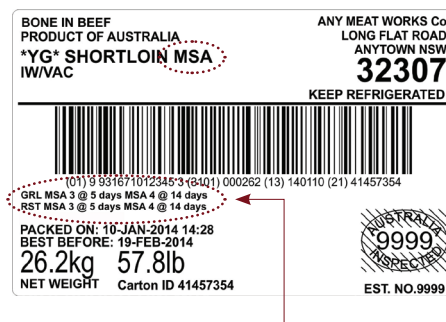 BONE IN BEEF
PRODUCT OF AUSTRALIA
*YG* SHORTLOIN MSA
IW/VAC
ANY MEAT WORKS Co
LONG FLAT ROAD
ANYTOWN NSW
32307
KEEP REFRIGERATED
(01) 9 9316710123453 (3101) 000262 (13) 140110 (21) 41457354
GRL MSA 3 @ 5 days MSA 4 @ 14 days
RST MSA 3 @ 5 days MSA 4 @ 14 days
PACKED ON: 10-JAN-2014 14:28
BEST BEFORE: 19-FEB-2014
26.2kg 57.8lb
NET WEIGHT Carton ID 41457354
AUSTRALIA
9999
INSPECTED
EST. NO.9999